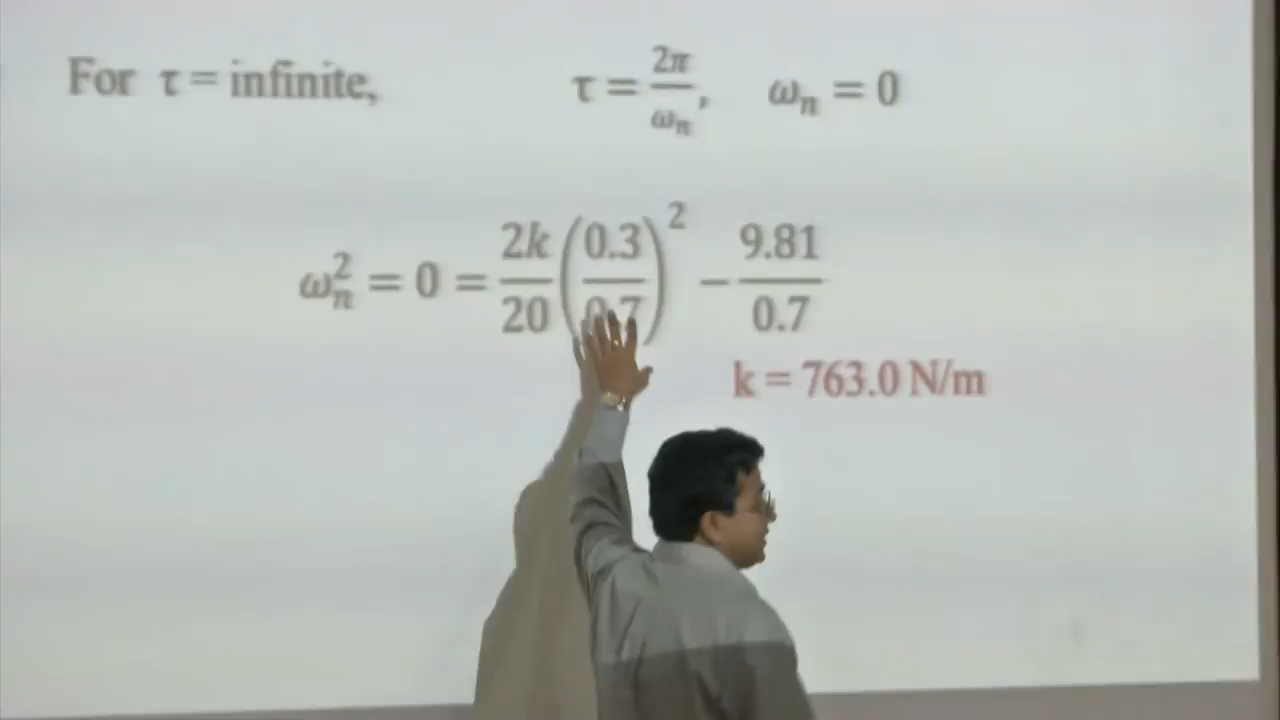 For τ = infinite, τ = 2π/ωₙ, ωₙ = 0
ωₙ² = 0 = 2k/20 (0.3/0.7)² − 9.81/0.7
k = 763.0 N/m